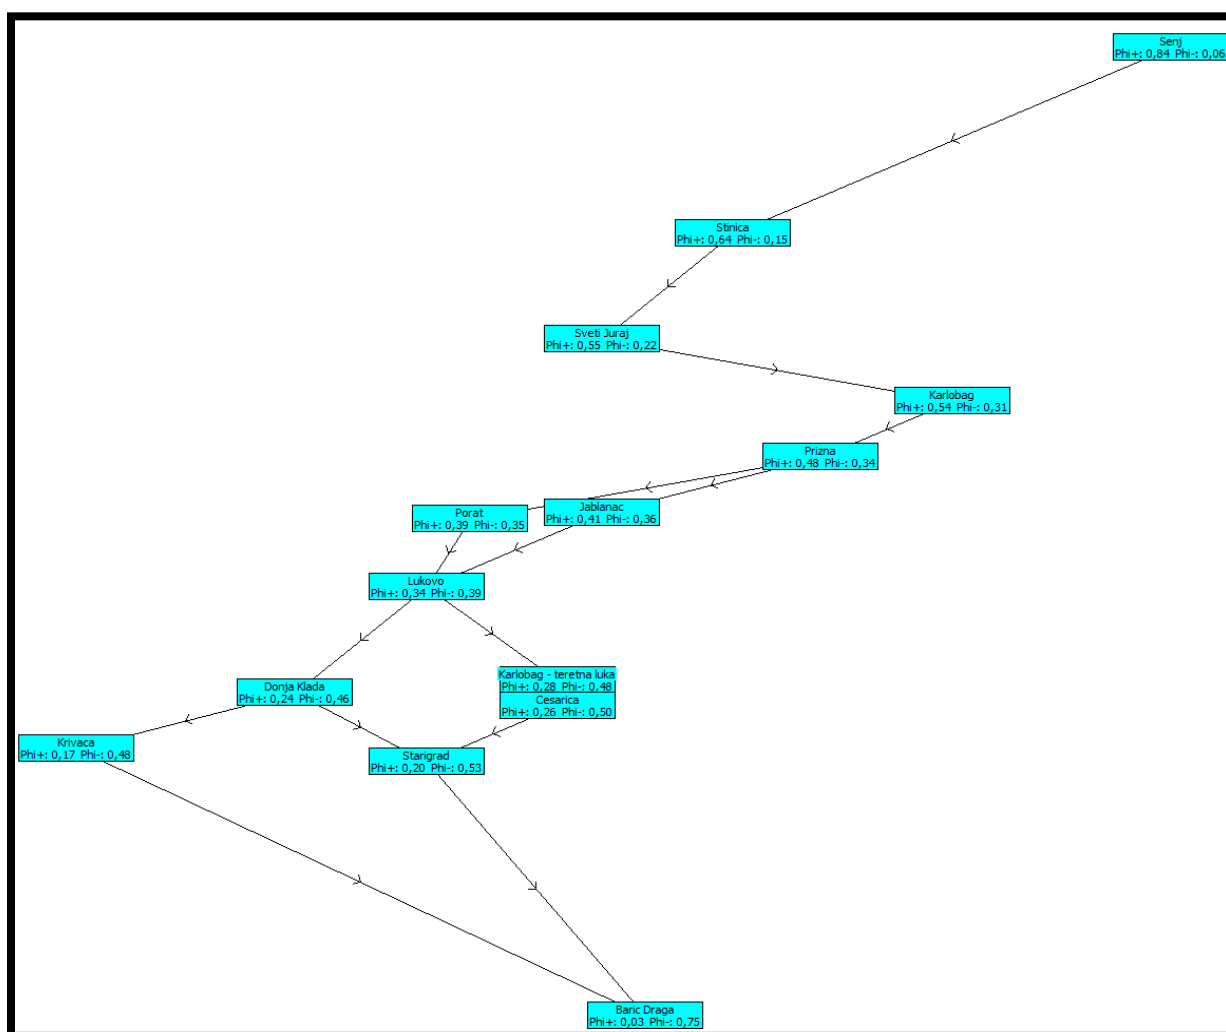 Senj
Phi+: 0,84 Phi-: 0,06
Stinica
Phi+: 0,64 Phi-: 0,15
Sveti Juraj
Phi+: 0,55 Phi-: 0,22
Karlobag
Phi+: 0,54 Phi-: 0,31
Prizna
Phi+: 0,48 Phi-: 0,34
Jablanac
Phi+: 0,41 Phi-: 0,36
Porat
Phi+: 0,39 Phi-: 0,35
Lukovo
Phi+: 0,34 Phi-: 0,39
Karlobag - teretna luka
Phi+: 0,28 Phi-: 0,48
Donja Klada
Phi+: 0,24 Phi-: 0,46
Cesarica
Phi+: 0,26 Phi-: 0,50
Krivaca
Phi+: 0,17 Phi-: 0,48
Starigrad
Phi+: 0,20 Phi-: 0,53
Baric Draga
Phi+: 0,03 Phi-: 0,75